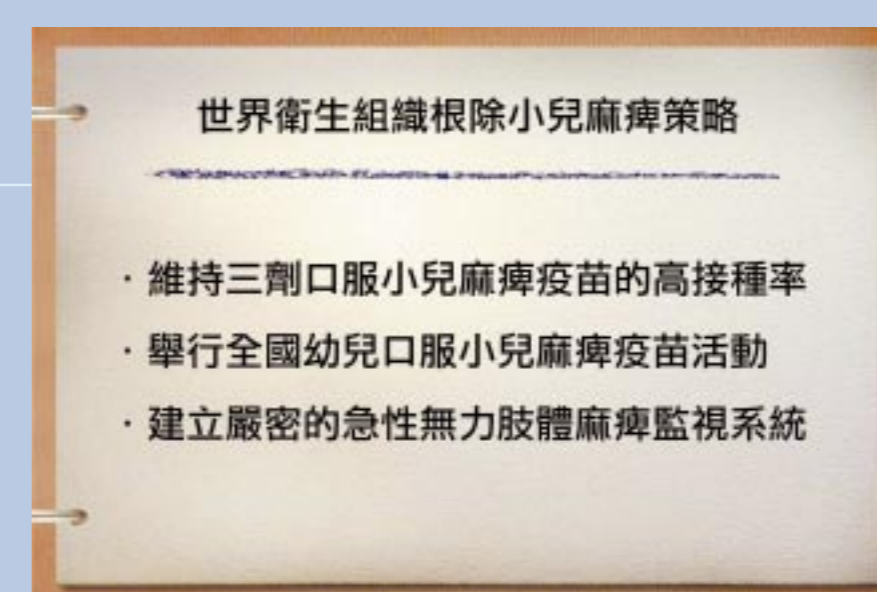 世界衛生組織根除小兒麻痺策略
· 維持三劑口服小兒麻痺疫苗的高接種率
· 舉行全國幼兒口服小兒麻痺疫苗活動
· 建立嚴密的急性無力肢體麻痺監視系統